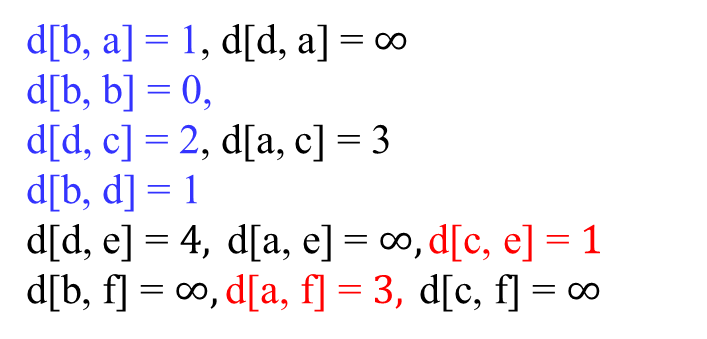 d[b, a] = 1, d[d, a] = ∞
d[b, b] = 0,
d[d, c] = 2, d[a, c] = 3
d[b, d] = 1
d[d, e] = 4, d[a, e] = ∞, d[c, e] = 1
d[b, f] = ∞, d[a, f] = 3, d[c, f] = ∞